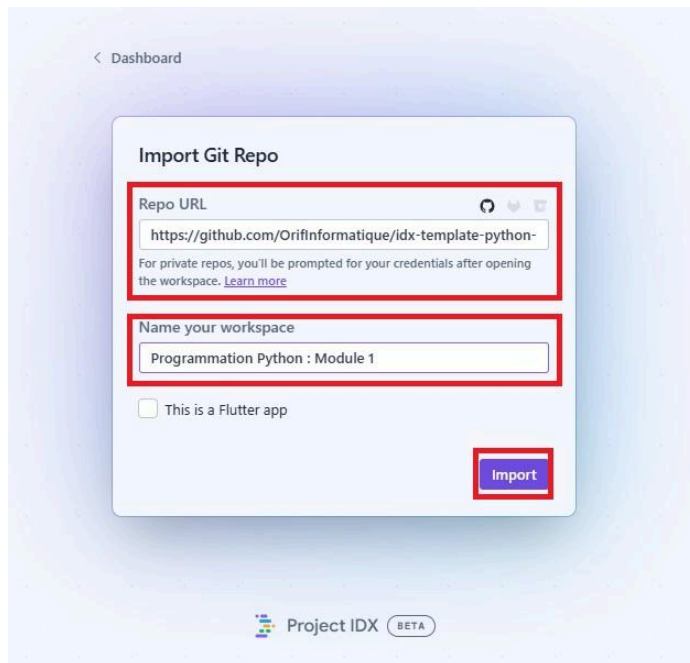 Dashboard
Import Git Repo
Repo URL
https://github.com/OrifInformatique/idx-template-python-
For private repos, you'll be prompted for your credentials after opening
the workspace. Learn more
Name your workspace
Programmation Python : Module 1
This is a Flutter app
Import
Project IDX BETA